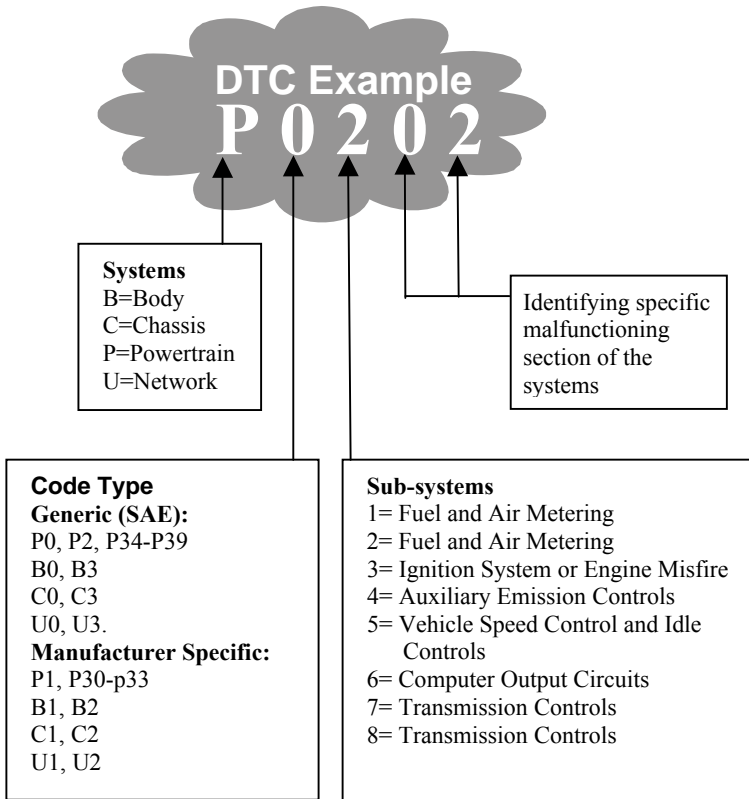 DTC Example
P 0 2 0 2
Systems
B=Body
C=Chassis
P=Powertrain
U=Network
Identifying specific
malfunctioning
section of the
systems
Code Type
Generic (SAE):
P0, P2, P34-P39
B0, B3
C0, C3
U0, U3.
Manufacturer Specific:
P1, P30-p33
B1, B2
C1, C2
U1, U2
Sub-systems
1= Fuel and Air Metering
2= Fuel and Air Metering
3= Ignition System or Engine Misfire
4= Auxiliary Emission Controls
5= Vehicle Speed Control and Idle
Controls
6= Computer Output Circuits
7= Transmission Controls
8= Transmission Controls